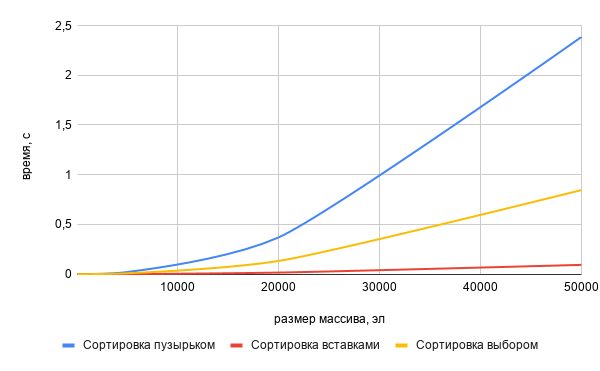 2,5
2
1,5
1
0,5
0
время, с
10000 20000 30000 40000 50000
размер массива, эл
Сортировка пузырьком Сортировка вставками Сортировка выбором